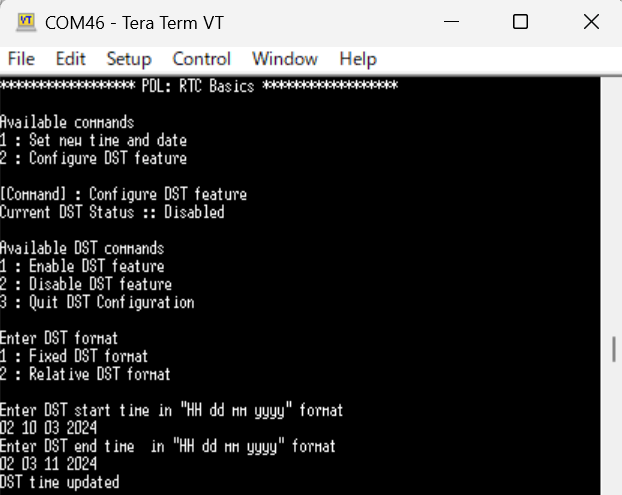 VT
COM46 - Tera Term VT
File Edit Setup Control Window Help
****************** PDL: RTC Basics ******************
Available commands
1 : Set new time and date
2 : Configure DST feature
[Command] : Configure DST feature
Current DST Status :: Disabled
Available DST commands
1 : Enable DST feature
2 : Disable DST feature
3 : Quit DST Configuration
Enter DST format
1 : Fixed DST format
2 : Relative DST format
Enter DST start time in "HH dd mm yyyy" format
02 10 03 2024
Enter DST end time  in "HH dd mm yyyy" format
02 03 11 2024
DST time updated